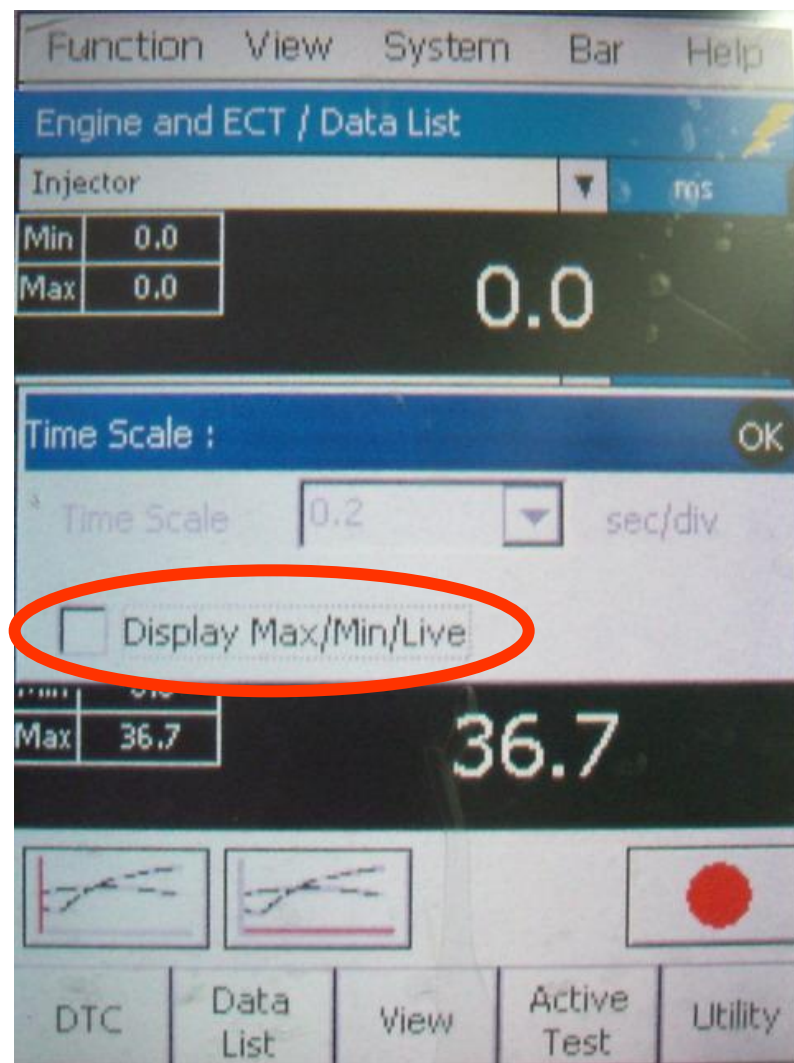 Function View System Bar Help
Engine and ECT / Data List
Injector ms
Min 0.0
Max 0.0
0.0
Time Scale : OK
Time Scale 0.2 sec/div
Display Max/Min/Live
Max 36.7
36.7
DTC
Data
List
View
Active
Test
Utility